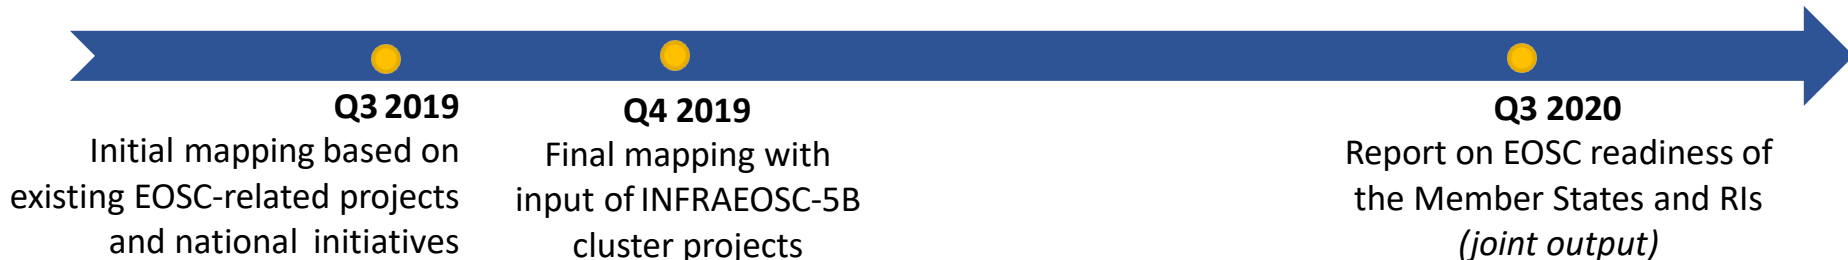 Q3 2019
Initial mapping based on
existing EOSC-related projects
and national initiatives
Q4 2019
Final mapping with
input of INFRAEOSC-5B
cluster projects
Q3 2020
Report on EOSC readiness of
the Member States and RIs
(joint output)